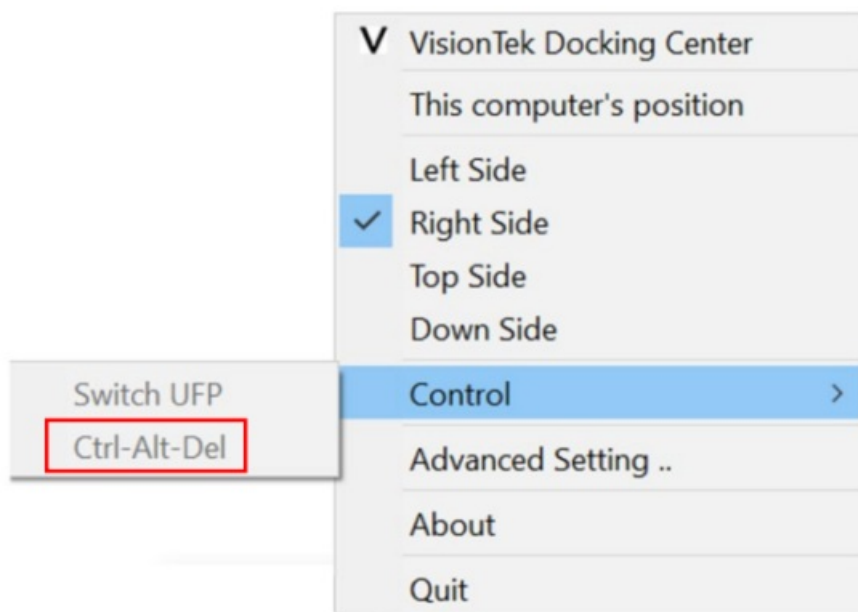 V VisionTek Docking Center
This computer's position
Left Side
Right Side
Top Side
Down Side
Control
Switch UFP
Ctrl-Alt-Del
Advanced Setting ..
About
Quit